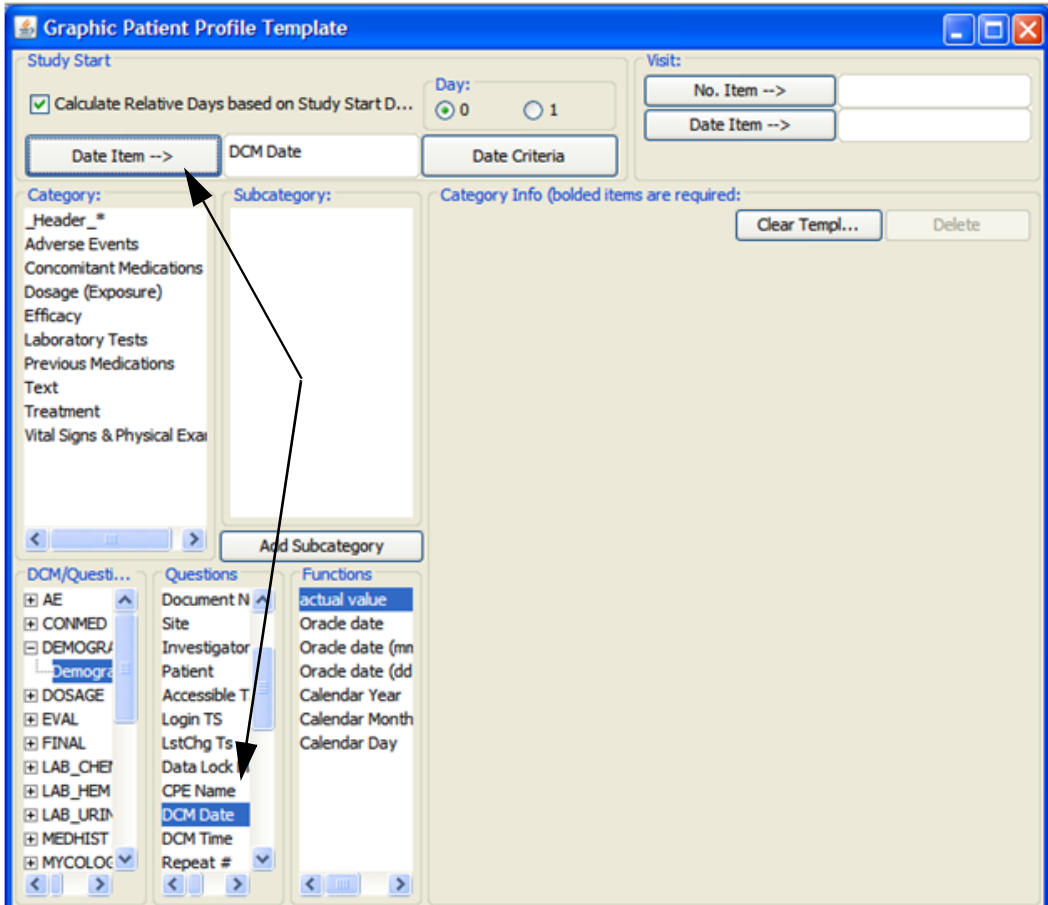 Graphic Patient Profile Template
Study Start
Calculate Relative Days based on Study Start D...
Day:
0
1
Date Item -->
DCM Date
Date Criteria
Visit:
No. Item -->
Date Item -->
Category:
_Header_*
Adverse Events
Concomitant Medications
Dosage (Exposure)
Efficacy
Laboratory Tests
Previous Medications
Text
Treatment
Vital Signs & Physical Exar
Subcategory:
Add Subcategory
Category Info (bolded items are required:
Clear Templ...
Delete
DCM/Questi...
AE
CONMED
DEMOGRA
Demogra
DOSAGE
EVAL
FINAL
LAB_CHEM
LAB_HEM
LAB_URIN
MEDHIST
MYCOLOG
Questions
Document N
Site
Investigator
Patient
Accessible T
Login TS
LstChg Ts
Data Lock
CPE Name
DCM Date
DCM Time
Repeat #
Functions
actual value
Oracle date
Oracle date (mm
Oracle date (dd
Calendar Year
Calendar Month
Calendar Day